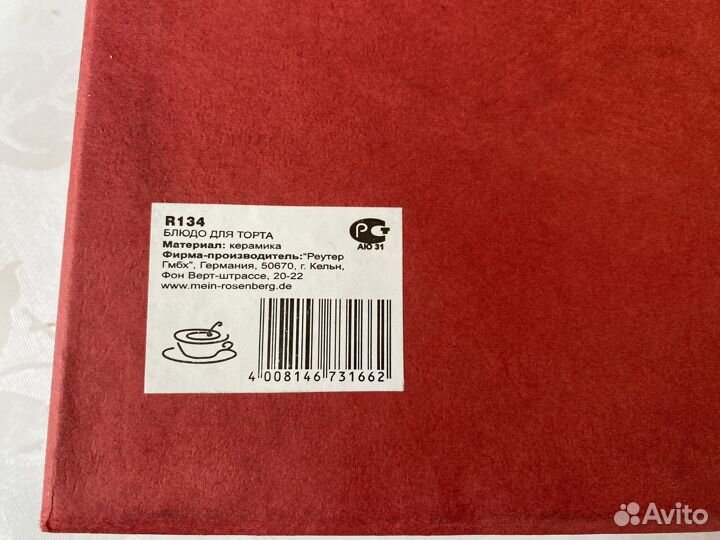 R134
БЛЮДО ДЛЯ ТОРТА
Материал: керамика
Фирма-производитель:"Реутер
Гмбх", Германия, 50670, г. Кельн,
Фон Верт-штрассе, 20-22
www.mein-rosenberg.de
РСТ
АЮ 31
4 008146 731662
Avito